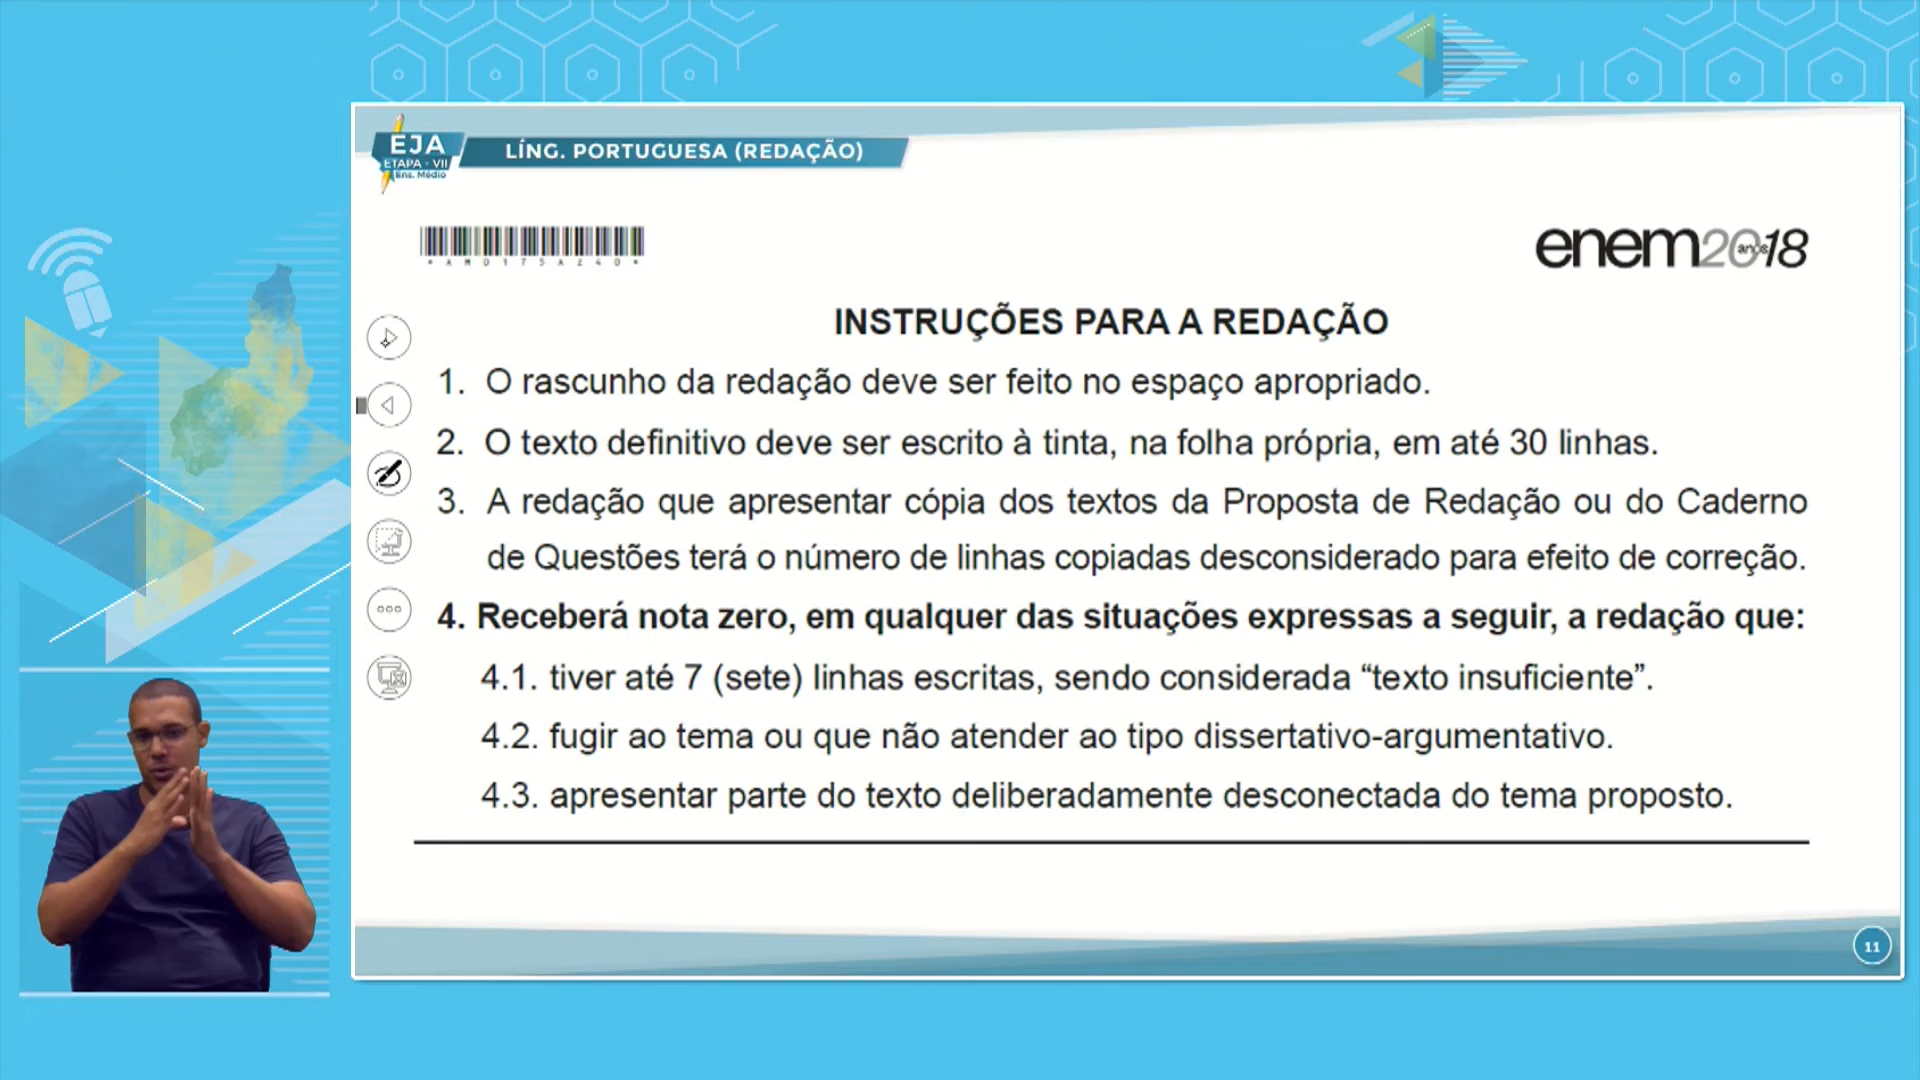 EJA
ETAPA - VII
Ens. Médio
LÍNG. PORTUGUESA (REDAÇÃO)
*AM0175A24D*
enem2018
anos
INSTRUÇÕES PARA A REDAÇÃO
1. O rascunho da redação deve ser feito no espaço apropriado.
2. O texto definitivo deve ser escrito à tinta, na folha própria, em até 30 linhas.
3. A redação que apresentar cópia dos textos da Proposta de Redação ou do Caderno
de Questões terá o número de linhas copiadas desconsiderado para efeito de correção.
4. Receberá nota zero, em qualquer das situações expressas a seguir, a redação que:
4.1. tiver até 7 (sete) linhas escritas, sendo considerada “texto insuficiente”.
4.2. fugir ao tema ou que não atender ao tipo dissertativo-argumentativo.
4.3. apresentar parte do texto deliberadamente desconectada do tema proposto.
11